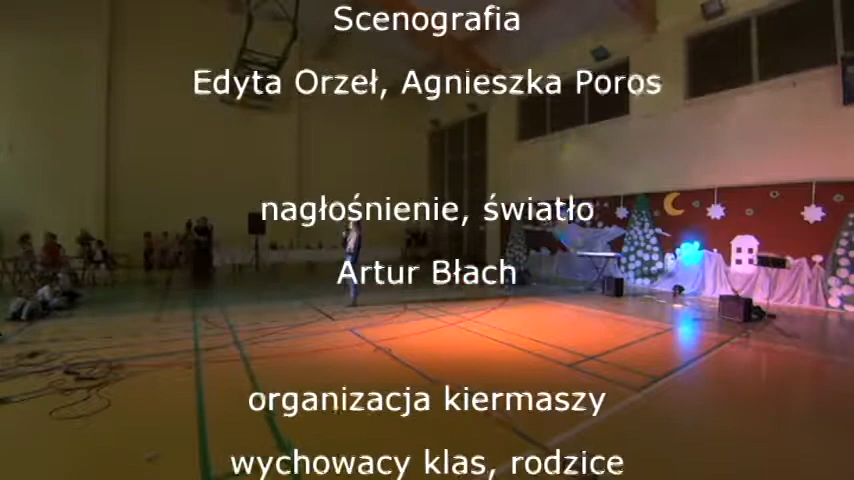 Scenografia
Edyta Orzeł, Agnieszka Poros
nagłośnienie, światło
Artur Błach
organizacja kiermaszy
wychowacy klas, rodzice